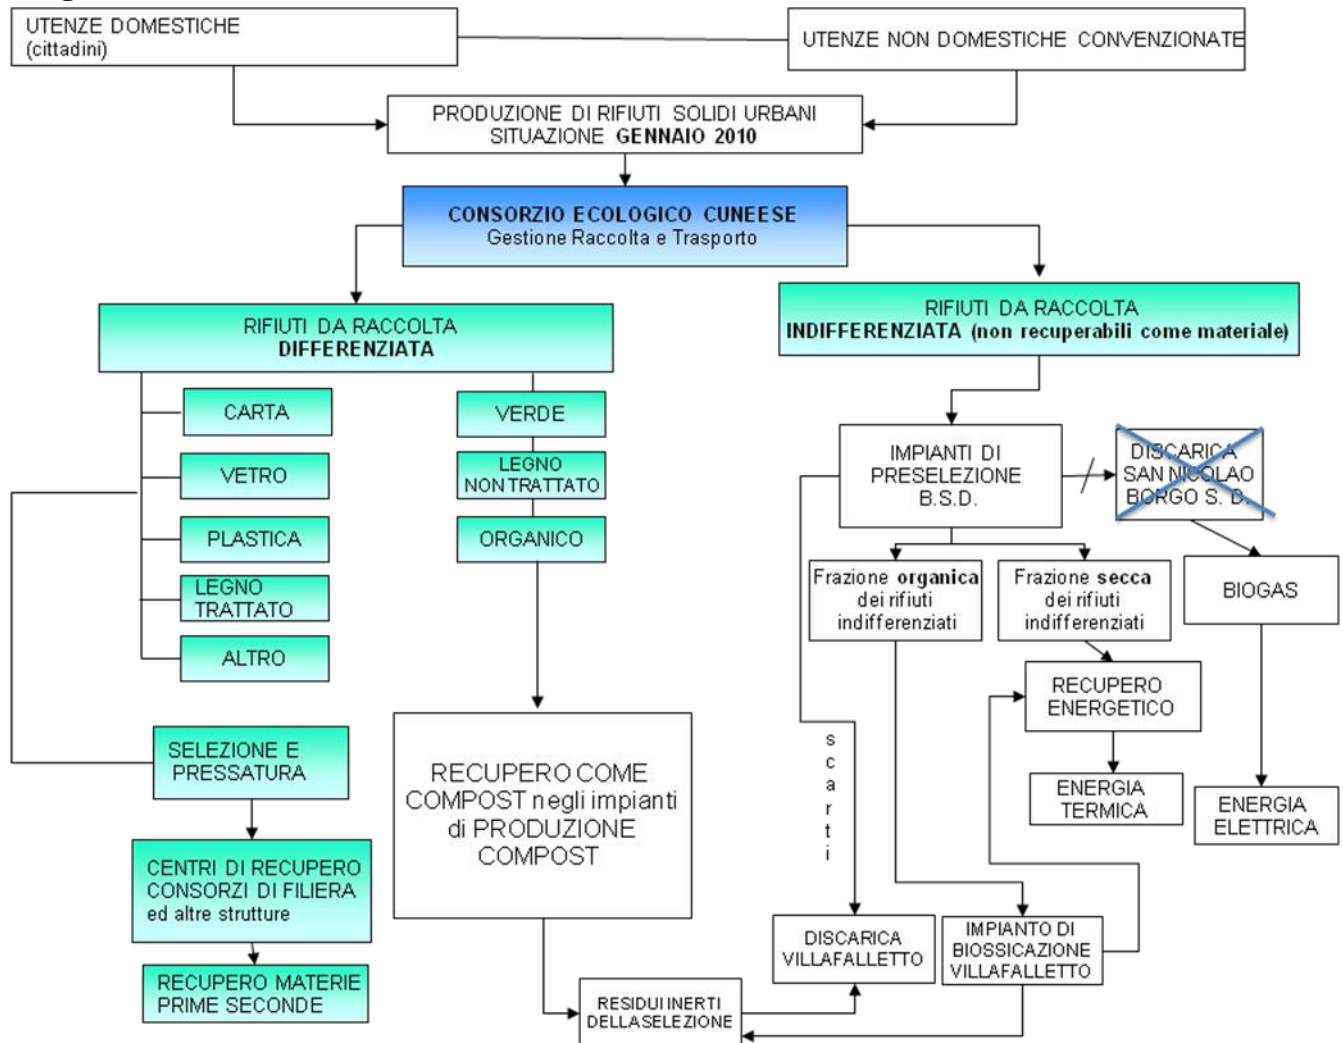 UTENZE DOMESTICHE
(cittadini)
UTENZE NON DOMESTICHE CONVENZIONATE
PRODUZIONE DI RIFIUTI SOLIDI URBANI
SITUAZIONE GENNAIO 2010
CONSORZIO ECOLOGICO CUNEESE
Gestione Raccolta e Trasporto
RIFIUTI DA RACCOLTA
DIFFERENZIATA
RIFIUTI DA RACCOLTA
INDIFFERENZIATA (non recuperabili come materiale)
CARTA
VETRO
PLASTICA
LEGNO
TRATTATO
ALTRO
VERDE
LEGNO
NON TRATTATO
ORGANICO
IMPIANTI DI
PRESELEZIONE
B.S.D.
DISCARICA
SAN NICOLAO
BORGO S. D.
Frazione organica
dei rifiuti
indifferenziati
Frazione secca
dei rifiuti
indifferenziati
BIOGAS
RECUPERO
ENERGETICO
ENERGIA
TERMICA
ENERGIA
ELETTRICA
SELEZIONE E
PRESSATURA
CENTRI DI RECUPERO
CONSORZI DI FILIERA
ed altre strutture
RECUPERO MATERIE
PRIME SECONDE
RECUPERO COME
COMPOST negli impianti
di PRODUZIONE
COMPOST
scarti
DISCARICA
VILLAFALLETTO
IMPIANTO DI
BIOSSICAZIONE
VILLAFALLETTO
RESIDUI INERTI
DELLASELEZIONE